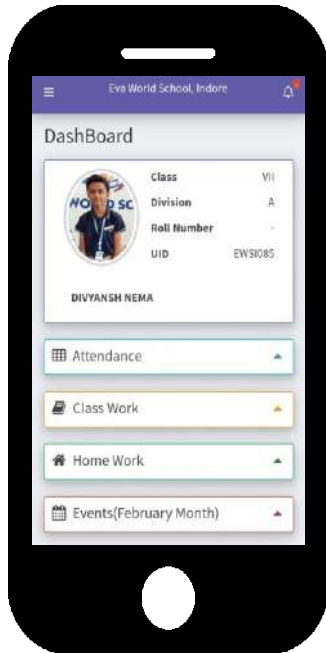 Eva World School, Indore
DashBoard
Class VII
Division A
Roll Number -
UID EWSI085
DIVYANSH NEMA
Attendance
Class Work
Home Work
Events(February Month)